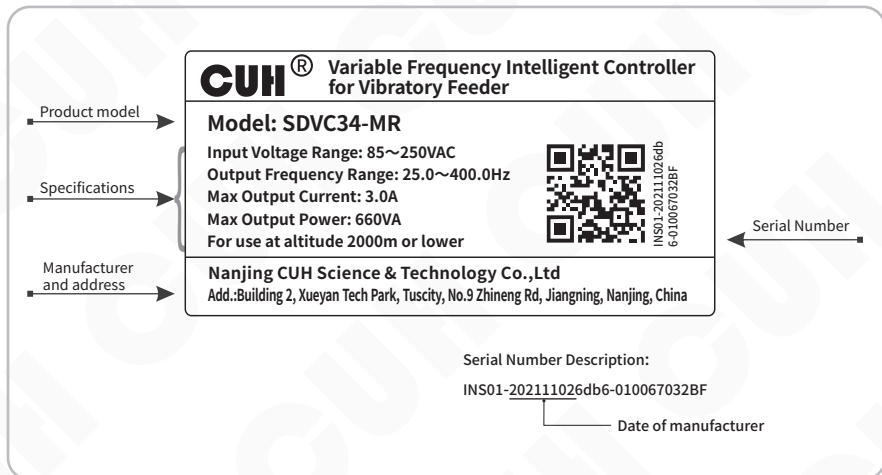 CUH® Variable Frequency Intelligent Controller
for Vibratory Feeder
Product model
Model: SDVC34-MR
Specifications
Input Voltage Range: 85～250VAC
Output Frequency Range: 25.0～400.0Hz
Max Output Current: 3.0A
Max Output Power: 660VA
For use at altitude 2000m or lower
INS01-202111026db
6-010067032BF
Serial Number
Manufacturer
and address
Nanjing CUH Science & Technology Co.,Ltd
Add.:Building 2, Xueyan Tech Park, Tuscity, No.9 Zhineng Rd, Jiangning, Nanjing, China
Serial Number Description:
INS01-202111026db6-010067032BF
Date of manufacturer